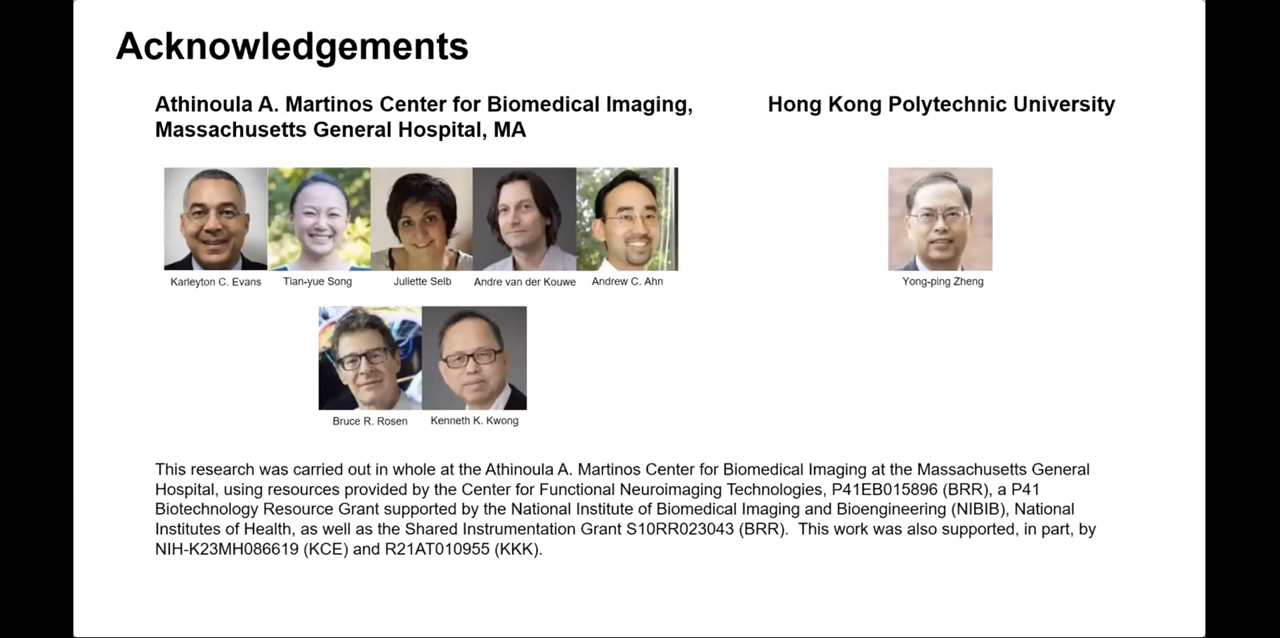 Acknowledgements
Athinoula A. Martinos Center for Biomedical Imaging,
Massachusetts General Hospital, MA
Hong Kong Polytechnic University
Karleyton C. Evans
Tian-yue Song
Juliette Selb
Andre van der Kouwe
Andrew C. Ahn
Yong-ping Zheng
Bruce R. Rosen
Kenneth K. Kwong
This research was carried out in whole at the Athinoula A. Martinos Center for Biomedical Imaging at the Massachusetts General
Hospital, using resources provided by the Center for Functional Neuroimaging Technologies, P41EB015896 (BRR), a P41
Biotechnology Resource Grant supported by the National Institute of Biomedical Imaging and Bioengineering (NIBIB), National
Institutes of Health, as well as the Shared Instrumentation Grant S10RR023043 (BRR).  This work was also supported, in part, by
NIH-K23MH086619 (KCE) and R21AT010955 (KKK).